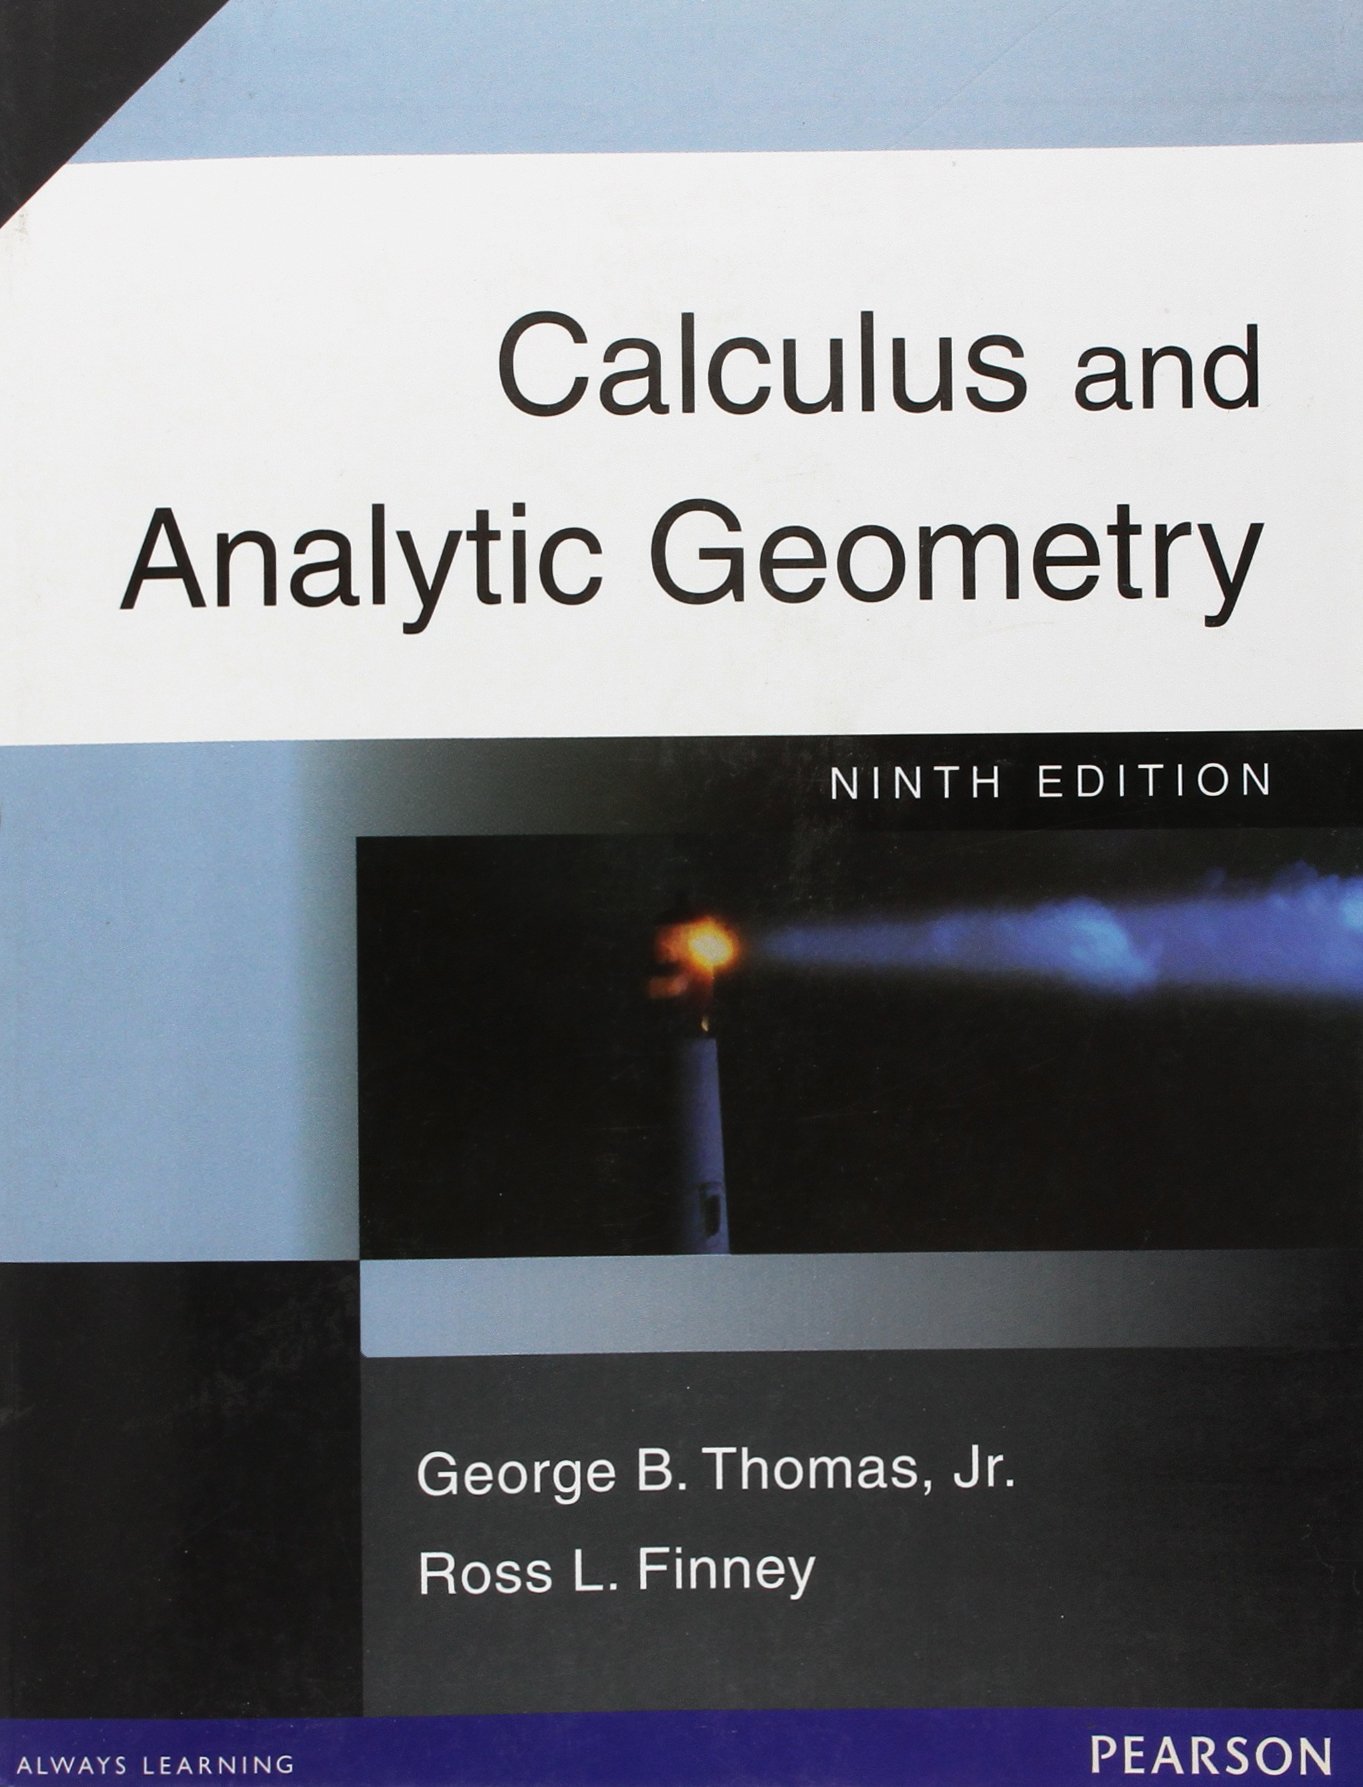 Calculus and
Analytic Geometry
NINTH EDITION
George B. Thomas, Jr.
Ross L. Finney
ALWAYS LEARNING
PEARSON